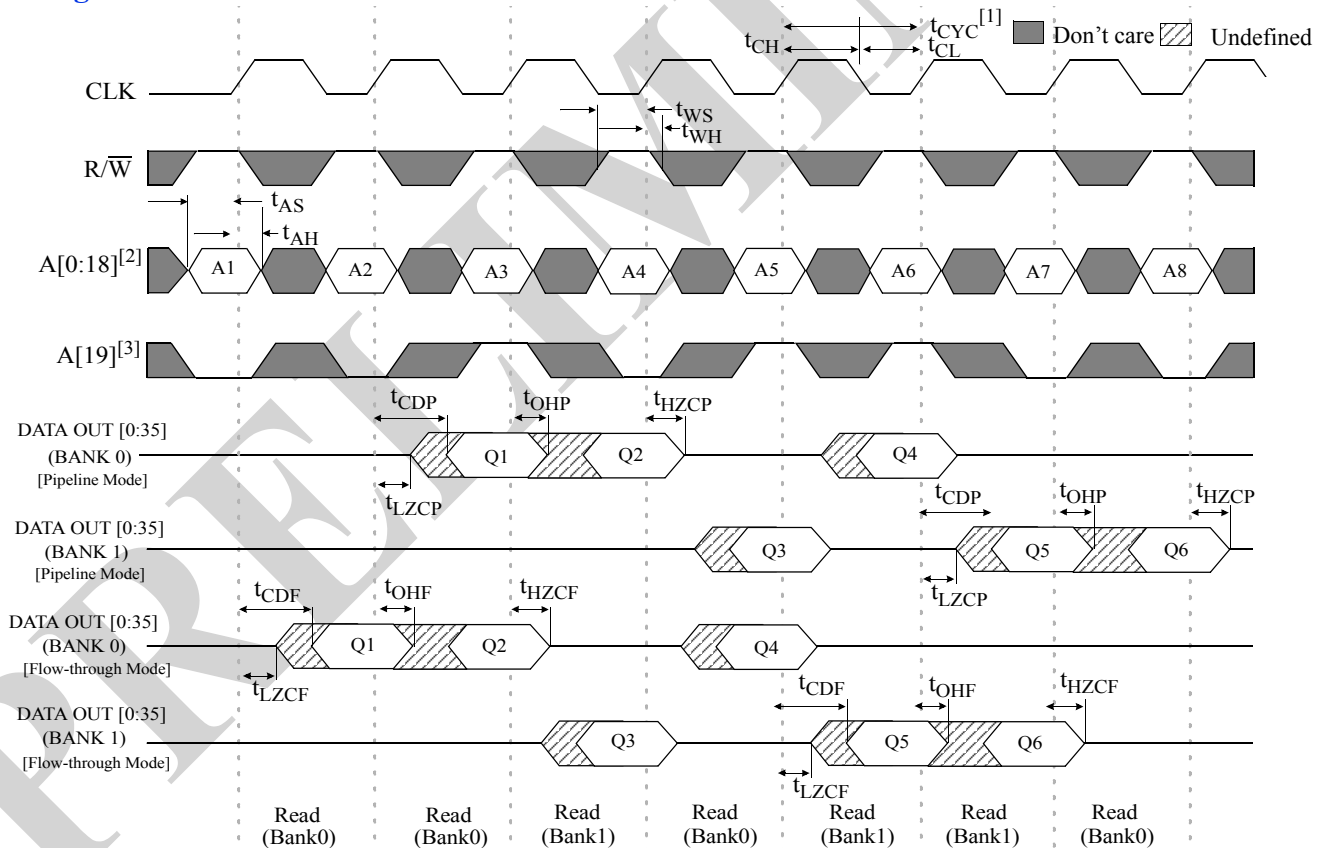 tCYC[1]
tCH
tCL
Don't care
Undefined
CLK
tWS
tWH
R/W̅
tAS
tAH
A[0:18][2]
A1 A2 A3 A4 A5 A6 A7 A8
A[19][3]
tCDP tOHP tHZCP
DATA OUT [0:35]
(BANK 0)
[Pipeline Mode]
Q1 Q2 Q4
tLZCP
tCDP tOHP tHZCP
DATA OUT [0:35]
(BANK 1)
[Pipeline Mode]
Q3 Q5 Q6
tLZCP
tCDF tOHF tHZCF
DATA OUT [0:35]
(BANK 0)
[Flow-through Mode]
Q1 Q2 Q4
tLZCF
tCDF tOHF tHZCF
DATA OUT [0:35]
(BANK 1)
[Flow-through Mode]
Q3 Q5 Q6
tLZCF
Read Read Read Read Read Read Read
(Bank0) (Bank0) (Bank1) (Bank0) (Bank1) (Bank1) (Bank0)